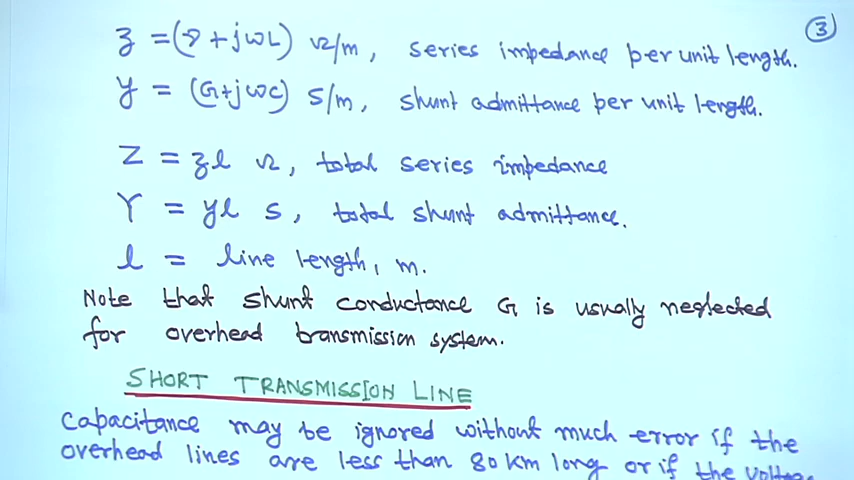 3
z = (r + jωL) Ω/m, series impedance per unit length.
y = (G+jωc) S/m, shunt admittance per unit length.
Z = zl Ω, total series impedance
Y = yl S, total shunt admittance.
l = line length, m.
Note that shunt conductance G is usually neglected
for overhead transmission system.
SHORT TRANSMISSION LINE
Capacitance may be ignored without much error if the
overhead lines are less than 80 km long or if the voltage